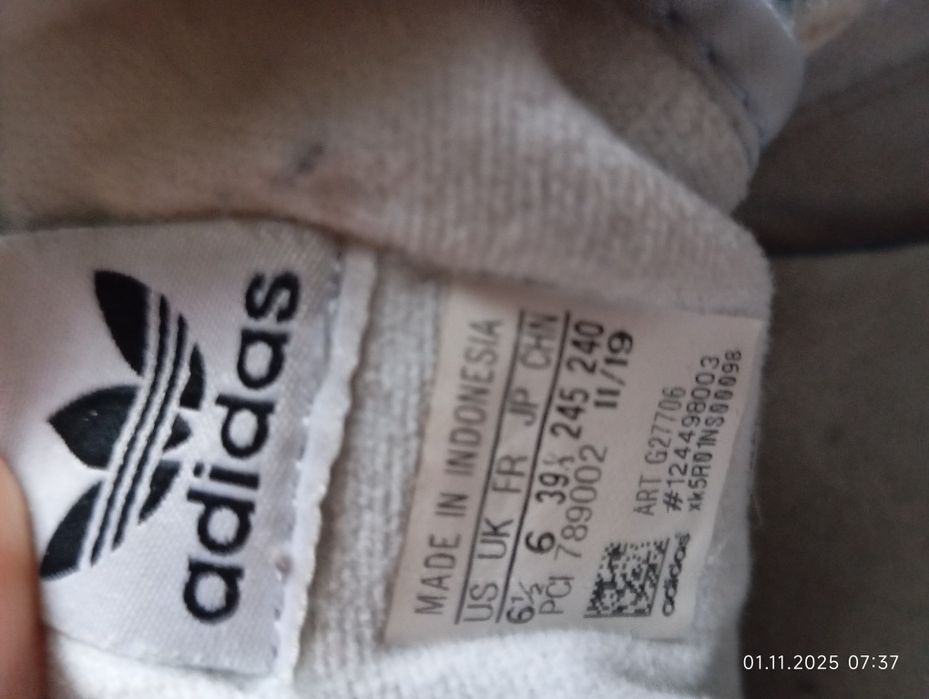 adidas
MADE IN INDONESIA
US UK FR JP CHN
6½ 6 39⅓ 245 240
PCI 789002 11/19
ART G27706
#124498003
xk5R01NS00098
adidas
01.11.2025 07:37